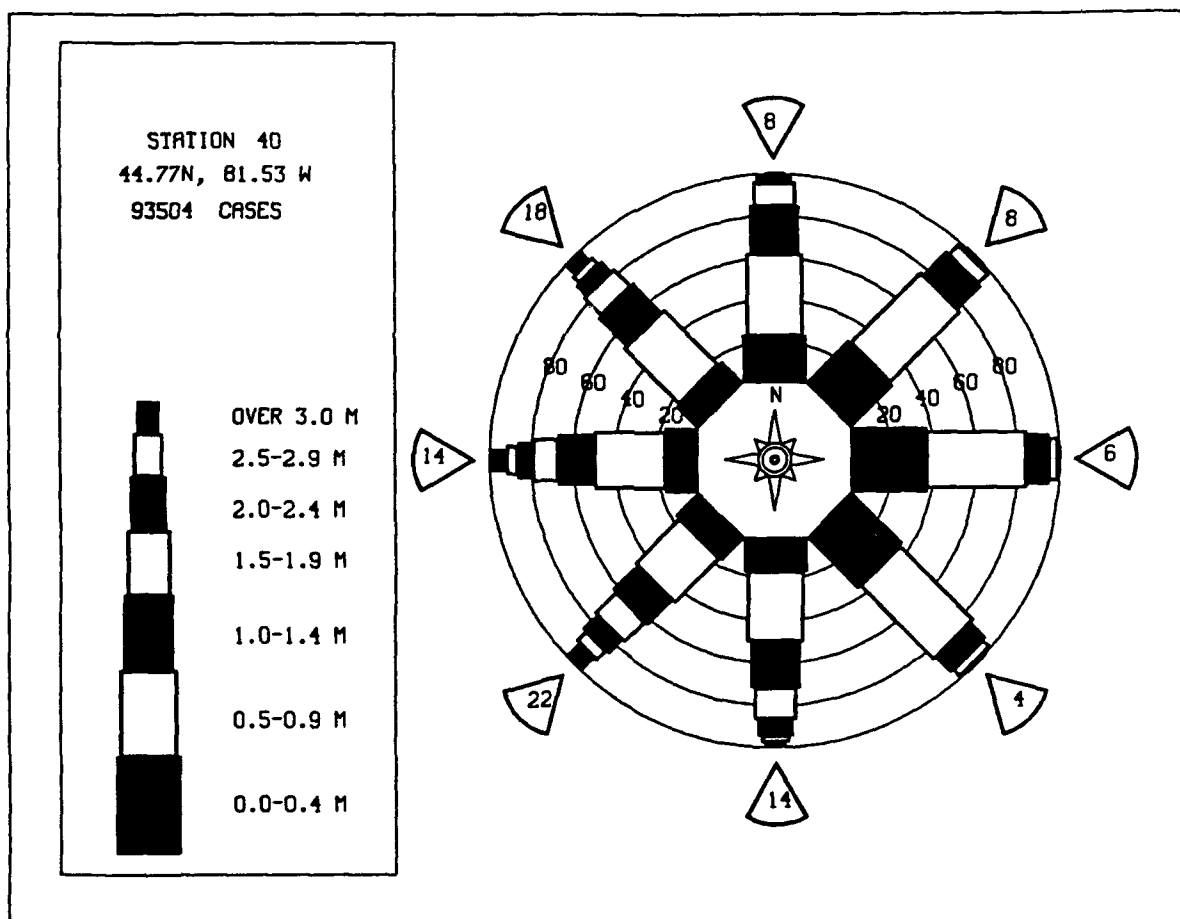 STATION 40
44.77N, 81.53 W
93504 CASES
OVER 3.0 M
2.5-2.9 M
2.0-2.4 M
1.5-1.9 M
1.0-1.4 M
0.5-0.9 M
0.0-0.4 M
8
18
8
80
60
40
20
N
20
40
60
80
14
6
22
4
14